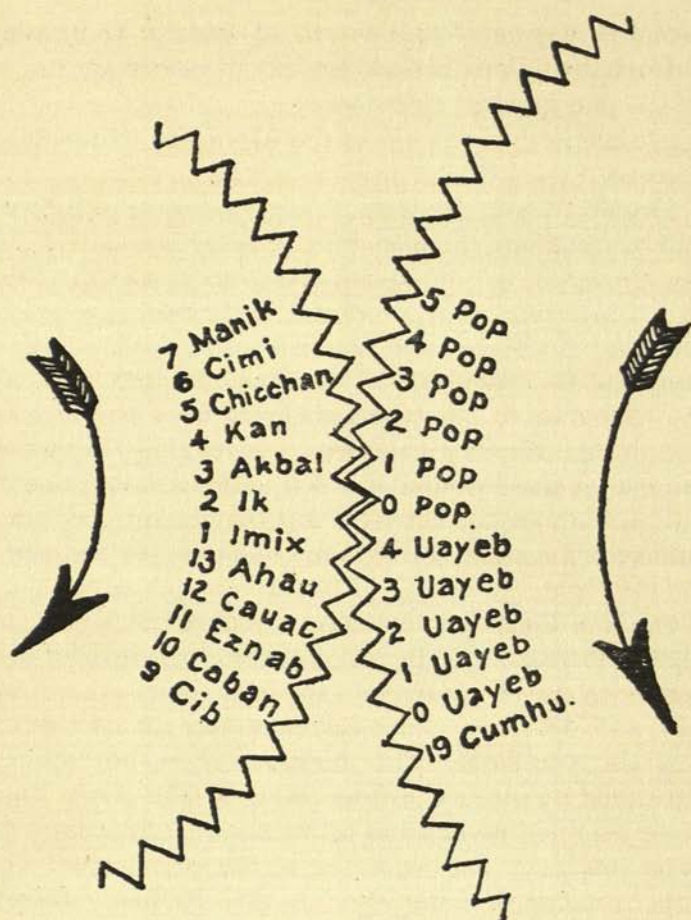 7 Manik
6 Cimi
5 Chicchan
4 Kan
3 Akbal
2 Ik
1 Imix
13 Ahau
12 Cauac
11 Eznab
10 Caban
9 Cib
5 Pop
4 Pop
3 Pop
2 Pop
1 Pop
0 Pop.
4 Uayeb
3 Uayeb
2 Uayeb
1 Uayeb
0 Uayeb
19 Cumhu.